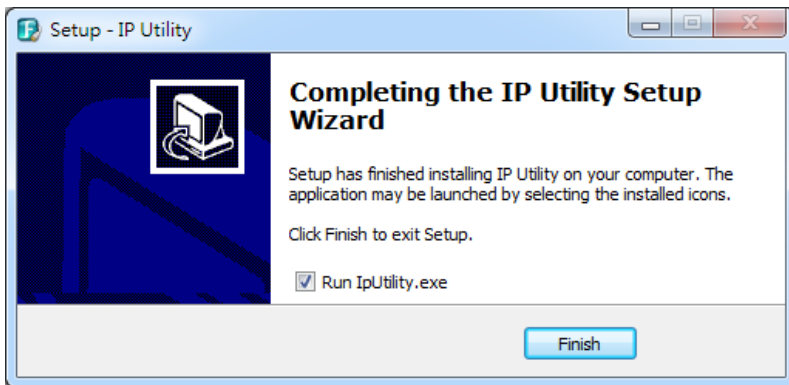 Setup - IP Utility
Completing the IP Utility Setup
Wizard
Setup has finished installing IP Utility on your computer. The
application may be launched by selecting the installed icons.
Click Finish to exit Setup.
Run IpUtility.exe
Finish